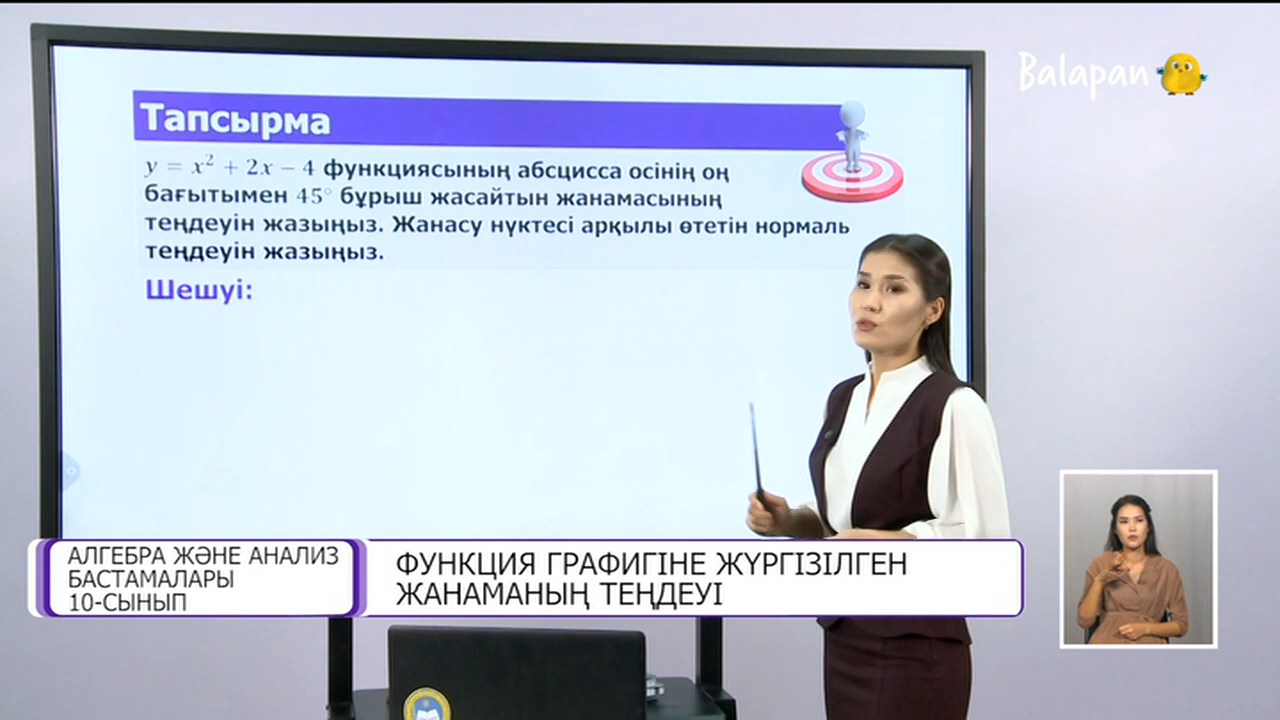 Balapan
Тапсырма
y = x² + 2x – 4 функциясының абсцисса осінің оң
бағытымен 45° бұрыш жасайтын жанамасының
теңдеуін жазыңыз. Жанасу нүктесі арқылы өтетін нормаль
теңдеуін жазыңыз.
Шешуі:
АЛГЕБРА ЖӘНЕ АНАЛИЗ
БАСТАМАЛАРЫ
10-СЫНЫП
ФУНКЦИЯ ГРАФИГІНЕ ЖҮРГІЗІЛГЕН
ЖАНАМАНЫҢ ТЕҢДЕУІ